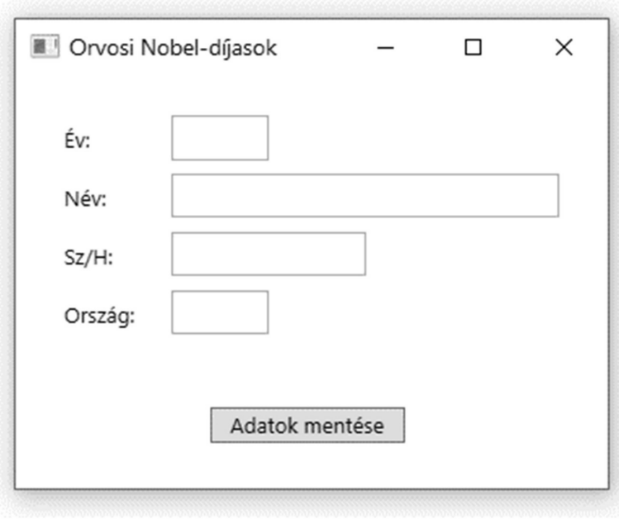 Orvosi Nobel-díjasok
Év:
Név:
Sz/H:
Ország:
Adatok mentése